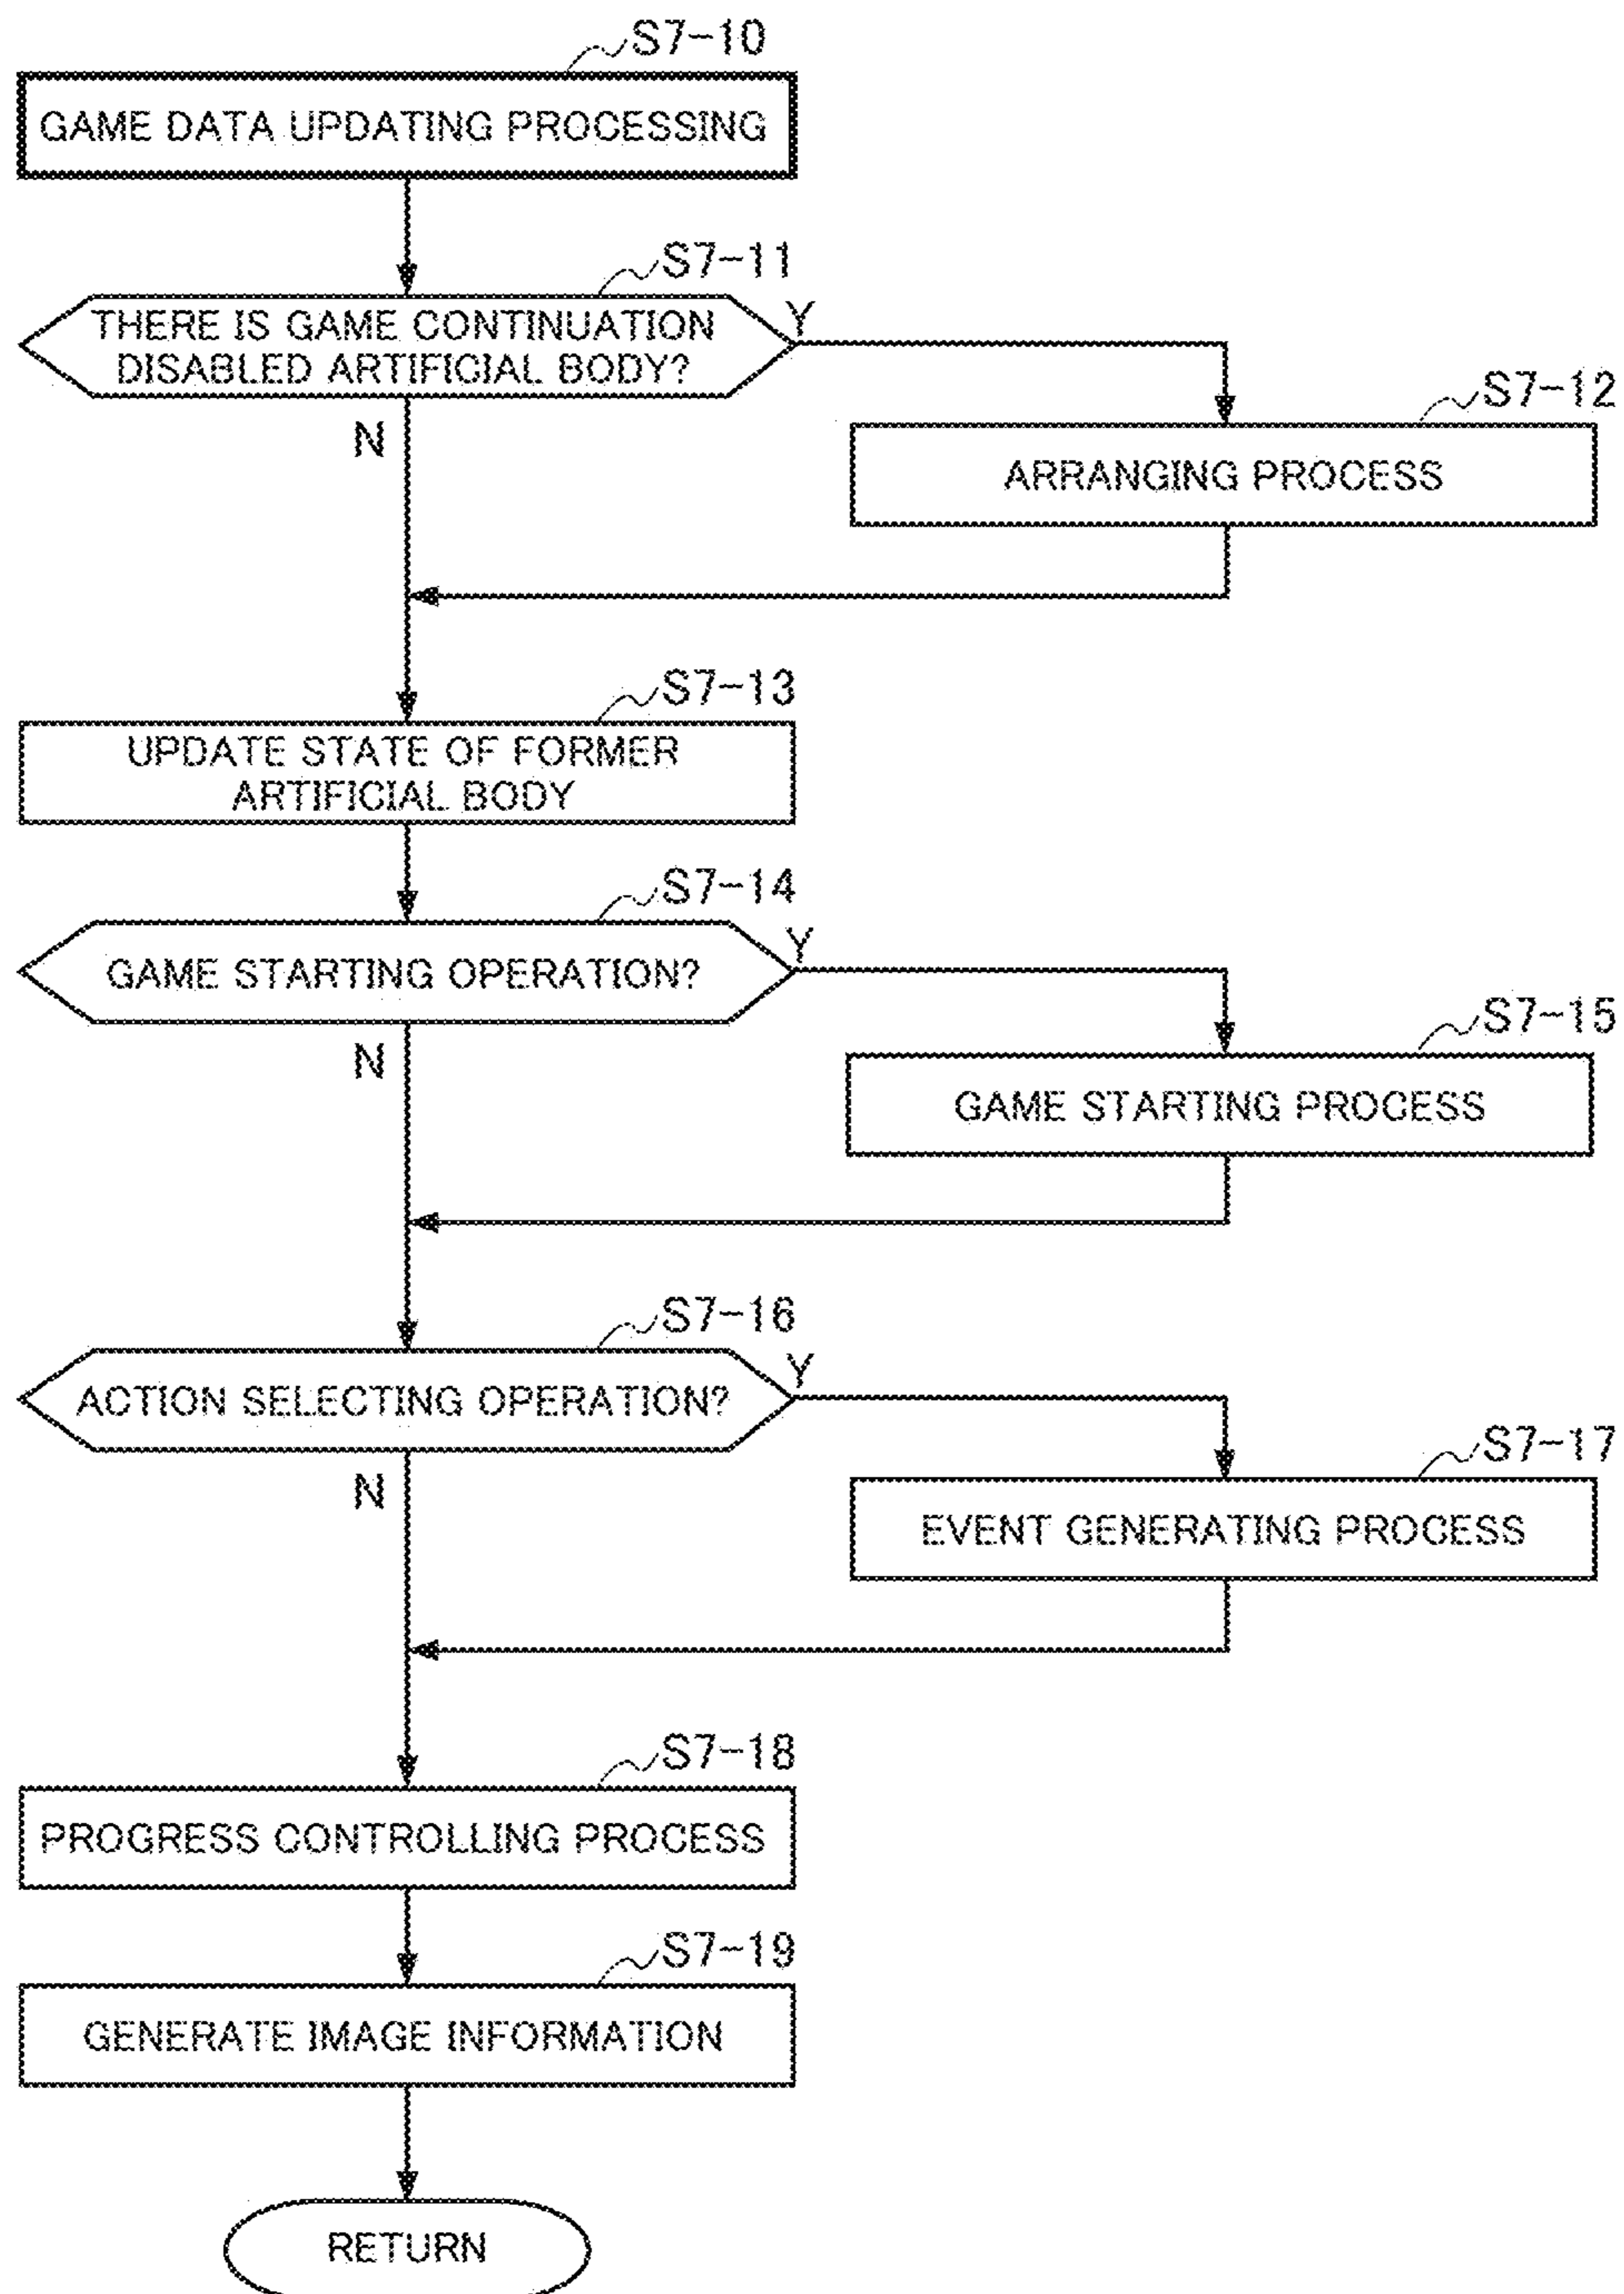 S7-10
GAME DATA UPDATING PROCESSING
S7-11
THERE IS GAME CONTINUATION
DISABLED ARTIFICIAL BODY?
Y
N
S7-12
ARRANGING PROCESS
S7-13
UPDATE STATE OF FORMER
ARTIFICIAL BODY
S7-14
GAME STARTING OPERATION?
Y
N
S7-15
GAME STARTING PROCESS
S7-16
ACTION SELECTING OPERATION?
Y
N
S7-17
EVENT GENERATING PROCESS
S7-18
PROGRESS CONTROLLING PROCESS
S7-19
GENERATE IMAGE INFORMATION
RETURN